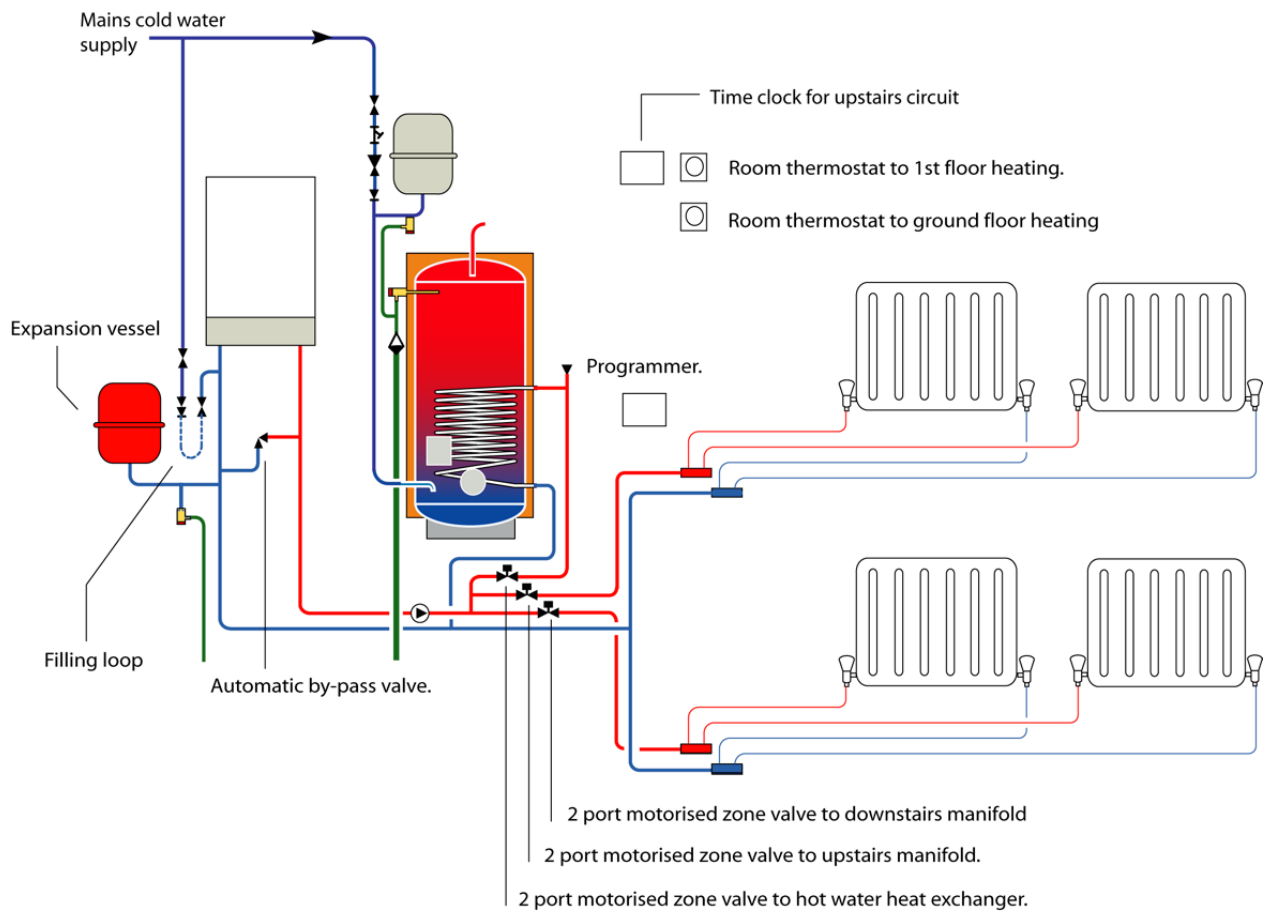 Mains cold water
supply
Time clock for upstairs circuit
Room thermostat to 1st floor heating.
Room thermostat to ground floor heating
Expansion vessel
Programmer.
Filling loop
Automatic by-pass valve.
2 port motorised zone valve to downstairs manifold
2 port motorised zone valve to upstairs manifold.
2 port motorised zone valve to hot water heat exchanger.